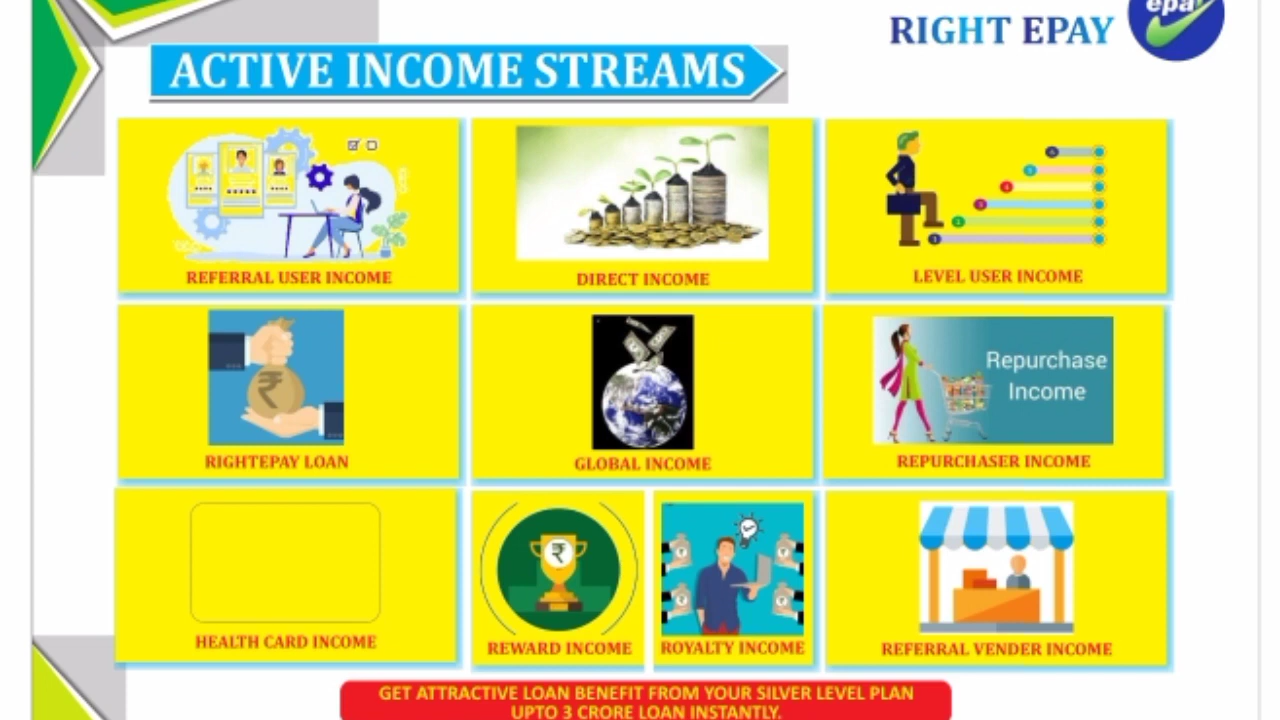 RIGHT EPAY
epay
ACTIVE INCOME STREAMS
REFERRAL USER INCOME
DIRECT INCOME
LEVEL USER INCOME
RIGHTEPAY LOAN
GLOBAL INCOME
Repurchase
Income
REPURCHASER INCOME
HEALTH CARD INCOME
REWARD INCOME
ROYALTY INCOME
REFERRAL VENDER INCOME
GET ATTRACTIVE LOAN BENEFIT FROM YOUR SILVER LEVEL PLAN
UPTO 3 CRORE LOAN INSTANTLY.